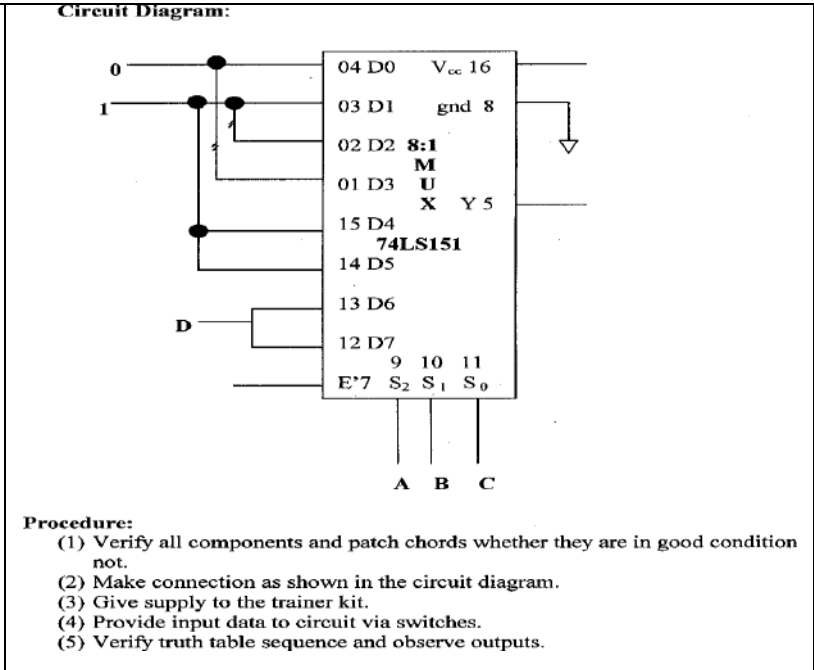 Circuit Diagram:
0
04 D0 Vcc 16
1
03 D1 gnd 8
02 D2 8:1
M
01 D3 U
X Y 5
15 D4
74LS151
14 D5
13 D6
D
12 D7
9 10 11
E'7 S2 S1 S0
A B C
Procedure:
(1) Verify all components and patch chords whether they are in good condition
not.
(2) Make connection as shown in the circuit diagram.
(3) Give supply to the trainer kit.
(4) Provide input data to circuit via switches.
(5) Verify truth table sequence and observe outputs.